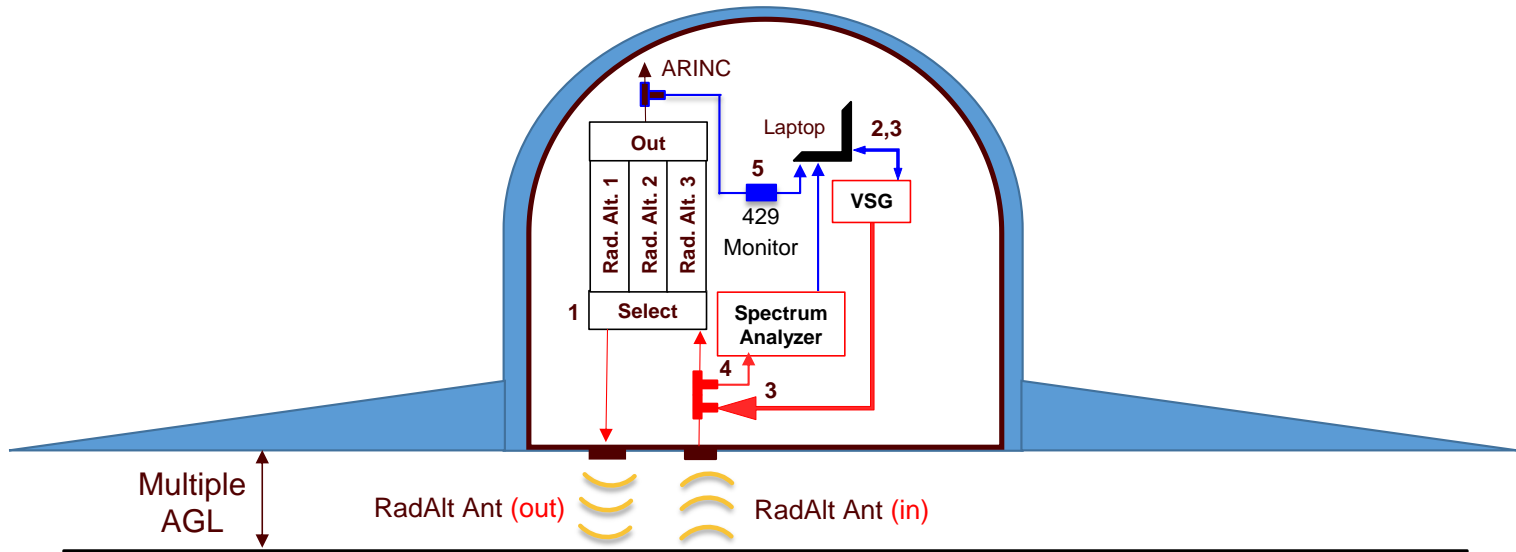 ARINC
Out
Laptop
2,3
Rad. Alt. 1
Rad. Alt. 2
Rad. Alt. 3
5
429
Monitor
VSG
1
Select
Spectrum
Analyzer
4
3
Multiple
AGL
RadAlt Ant (out)
RadAlt Ant (in)